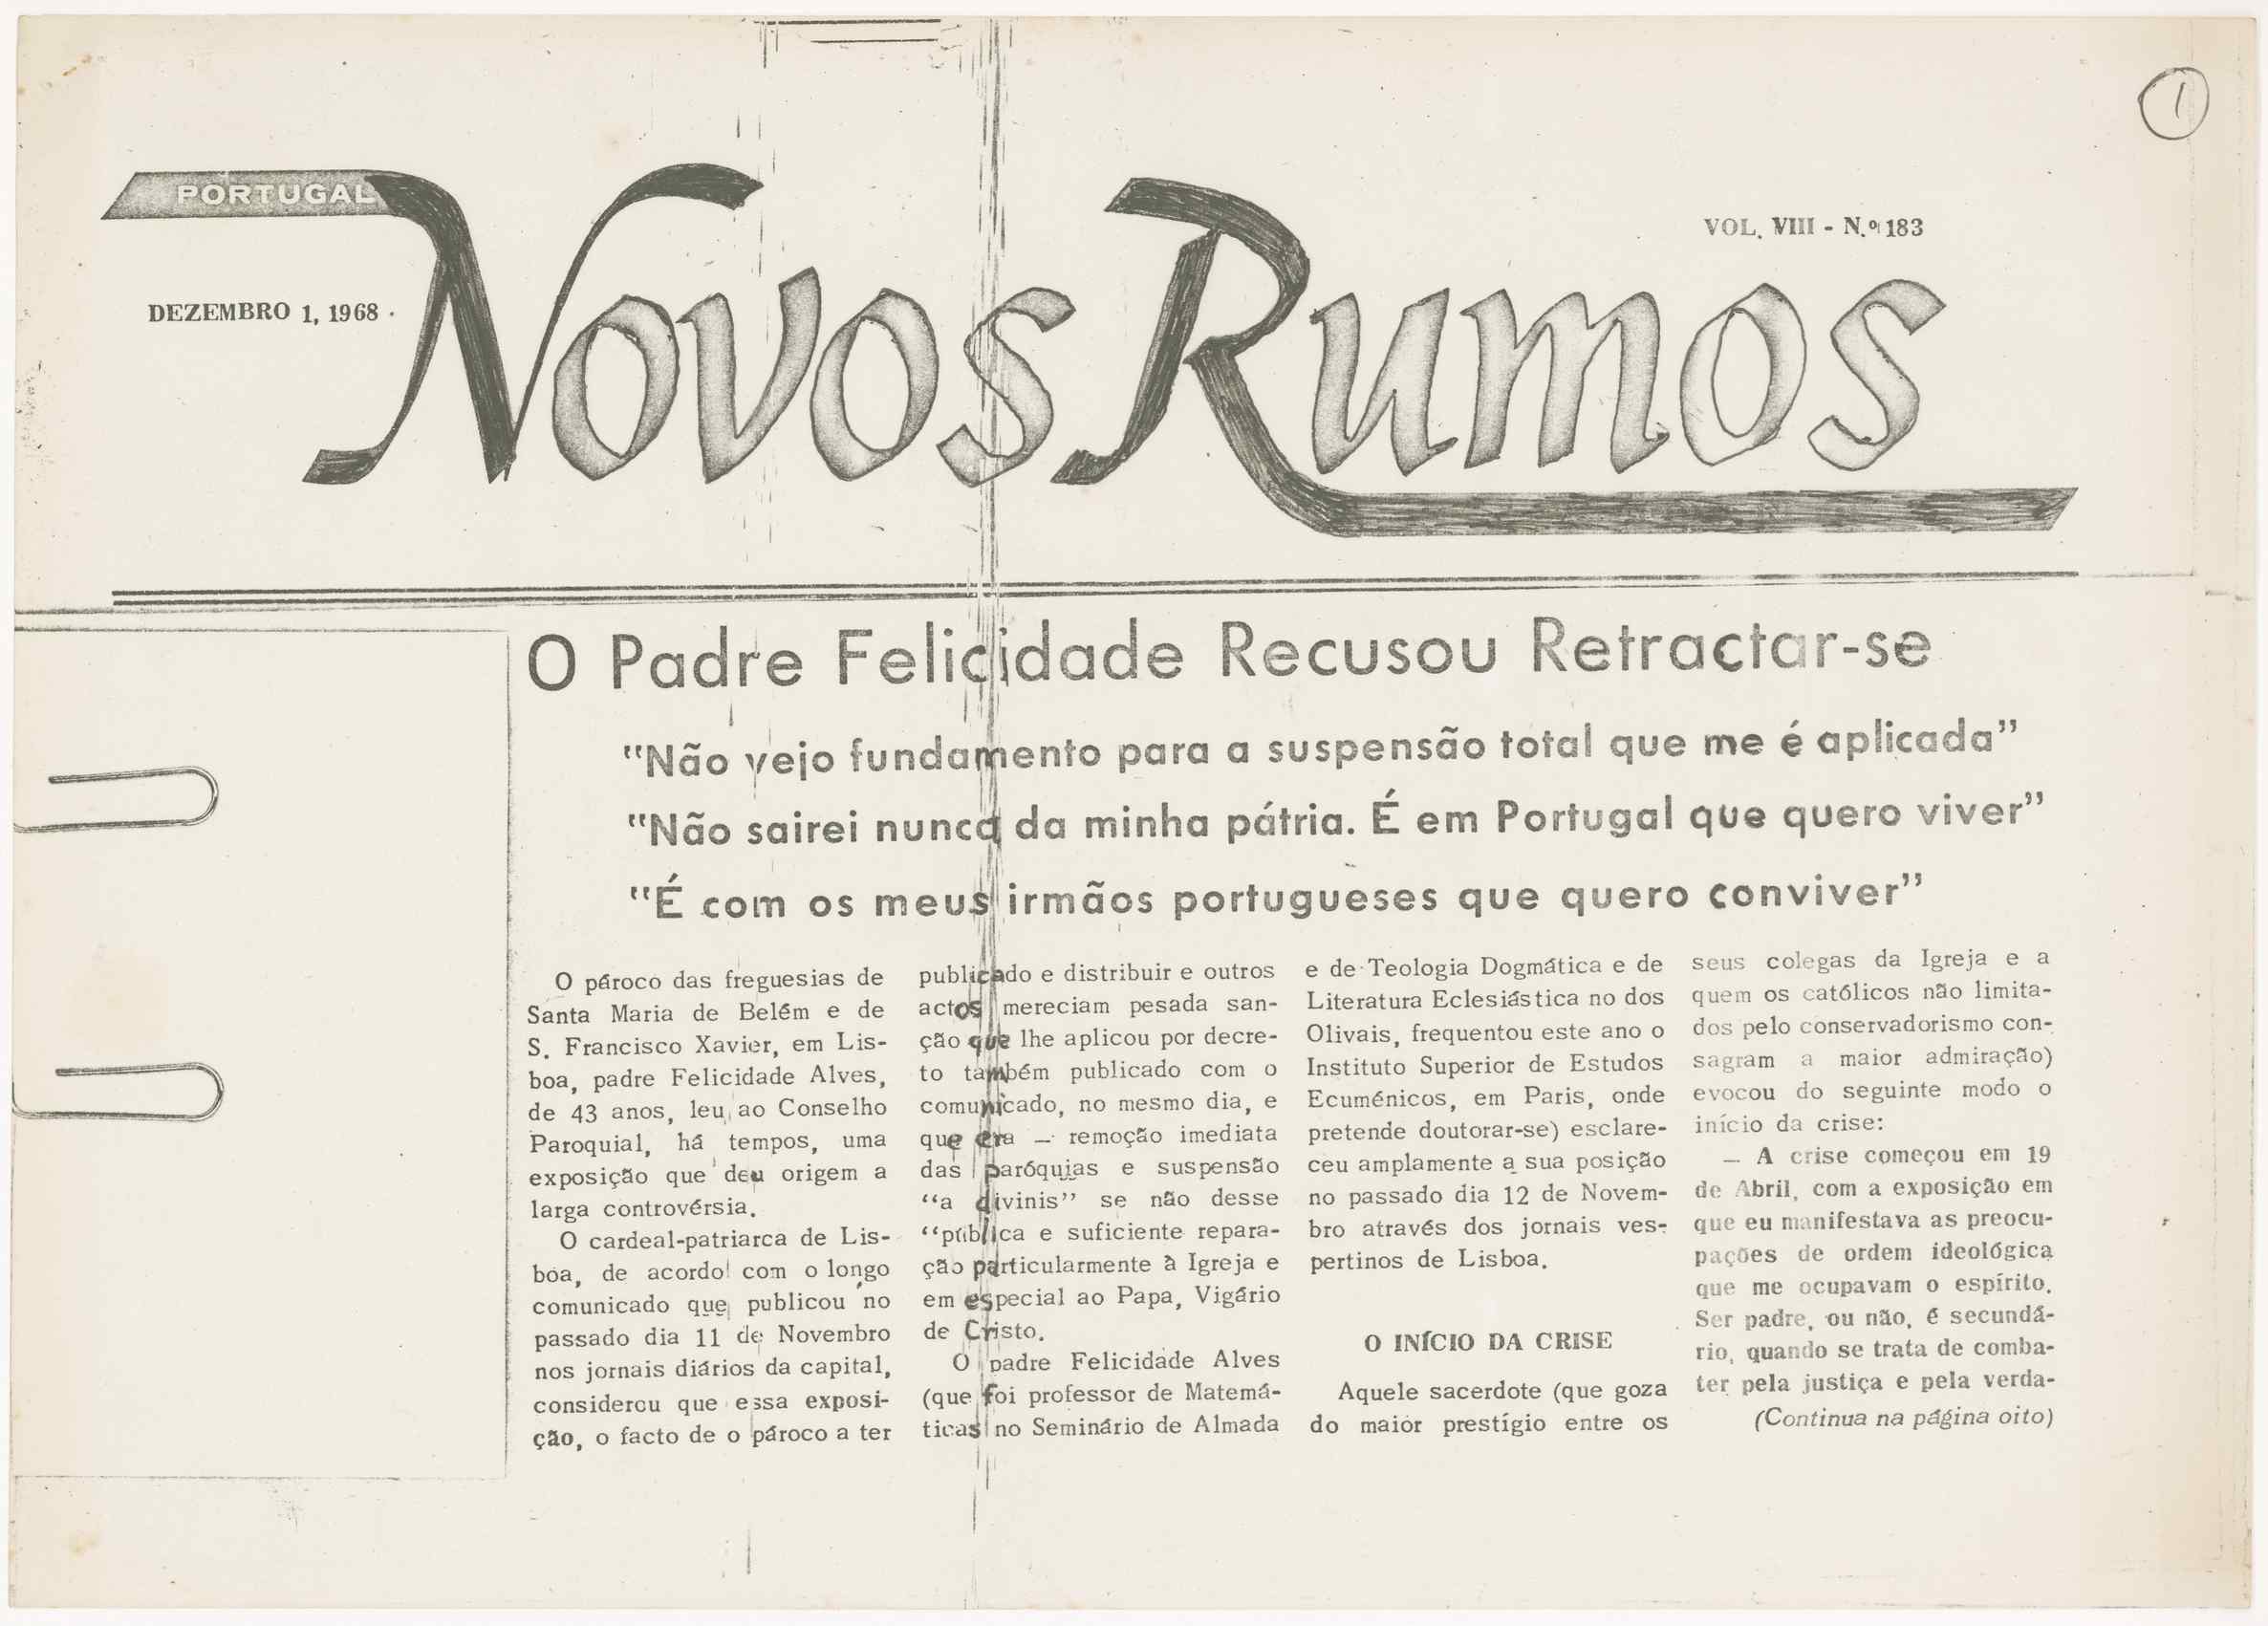 1
PORTUGAL
Novos Rumos
VOL. VIII - N.º 183
DEZEMBRO 1, 1968
O Padre Felicidade Recusou Retractar-se
"Não vejo fundamento para a suspensão total que me é aplicada"
"Não sairei nunca da minha pátria. É em Portugal que quero viver"
"É com os meus irmãos portugueses que quero conviver"
O pároco das freguesias de
Santa Maria de Belém e de
S. Francisco Xavier, em Lis-
boa, padre Felicidade Alves,
de 43 anos, leu ao Conselho
Paroquial, há tempos, uma
exposição que deu origem a
larga controvérsia.
O cardeal-patriarca de Lis-
boa, de acordo com o longo
comunicado que publicou no
passado dia 11 de Novembro
nos jornais diários da capital,
considerou que essa exposi-
ção, o facto de o pároco a ter
publicado e distribuir e outros
actos mereciam pesada san-
ção que lhe aplicou por decre-
to também publicado com o
comunicado, no mesmo dia, e
que era — remoção imediata
das paróquias e suspensão
"a divinis" se não desse
"pública e suficiente repara-
ção particularmente à Igreja e
em especial ao Papa, Vigário
de Cristo.
O padre Felicidade Alves
(que foi professor de Matemá-
ticas no Seminário de Almada
e de Teologia Dogmática e de
Literatura Eclesiástica no dos
Olivais, frequentou este ano o
Instituto Superior de Estudos
Ecuménicos, em Paris, onde
pretende doutorar-se) esclare-
ceu amplamente a sua posição
no passado dia 12 de Novem-
bro através dos jornais ves-
pertinos de Lisboa.
O INÍCIO DA CRISE
Aquele sacerdote (que goza
do maior prestígio entre os
seus colegas da Igreja e a
quem os católicos não limita-
dos pelo conservadorismo con-
sagram a maior admiração)
evocou do seguinte modo o
início da crise:
— A crise começou em 19
de Abril, com a exposição em
que eu manifestava as preocu-
pações de ordem ideológica
que me ocupavam o espírito.
Ser padre, ou não, é secundá-
rio, quando se trata de comba-
ter pela justiça e pela verda-
(Continua na página oito)